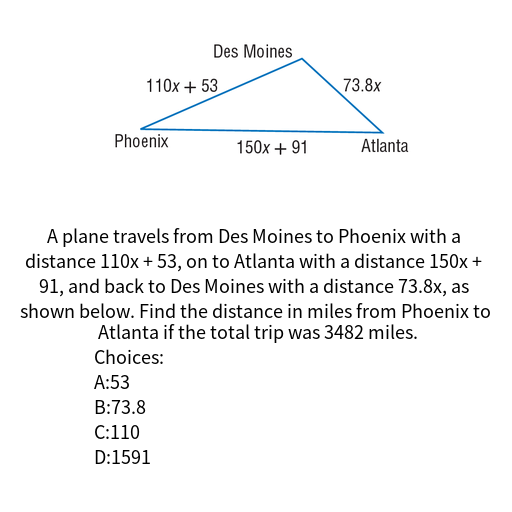 Des Moines
110x + 53
73.8x
Phoenix
150x + 91
Atlanta
A plane travels from Des Moines to Phoenix with a
distance 110x + 53, on to Atlanta with a distance 150x +
91, and back to Des Moines with a distance 73.8x, as
shown below. Find the distance in miles from Phoenix to
Atlanta if the total trip was 3482 miles.
Choices:
A:53
B:73.8
C:110
D:1591